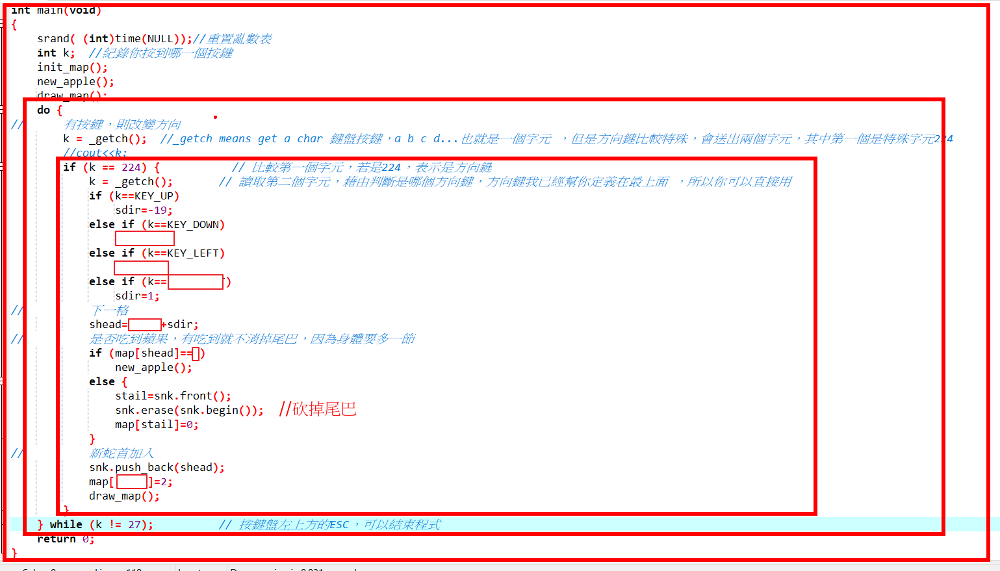 int main(void)
{
srand( (int)time(NULL));//重置亂數表
int k;  //紀錄你按到哪一個按鍵
init_map();
new_apple();
draw_map();
do {
//      有按鍵，則改變方向
k = _getch();  //_getch means get a char 鍵盤按鍵，a b c d...也就是一個字元 ，但是方向鍵比較特殊，會送出兩個字元，其中第一個是特殊字元224
//cout<<k;
if (k == 224) {           // 比較第一個字元，若是224，表示是方向鍵
k = _getch();       // 讀取第二個字元，藉由判斷是哪個方向鍵，方向鍵我已經幫你定義在最上面 ，所以你可以直接用
if (k==KEY_UP)
sdir=-19;
else if (k==KEY_DOWN)
else if (k==KEY_LEFT)
else if (k==        )
sdir=1;
//          下一格
shead=     +sdir;
//          是否吃到蘋果，有吃到就不消掉尾巴，因為身體要多一節
if (map[shead]== )
new_apple();
else {
stail=snk.front();
snk.erase(snk.begin());  //砍掉尾巴
map[stail]=0;
}
//          新蛇首加入
snk.push_back(shead);
map[     ]=2;
draw_map();
}
} while (k != 27);          // 按鍵盤左上方的ESC，可以結束程式
return 0;
}